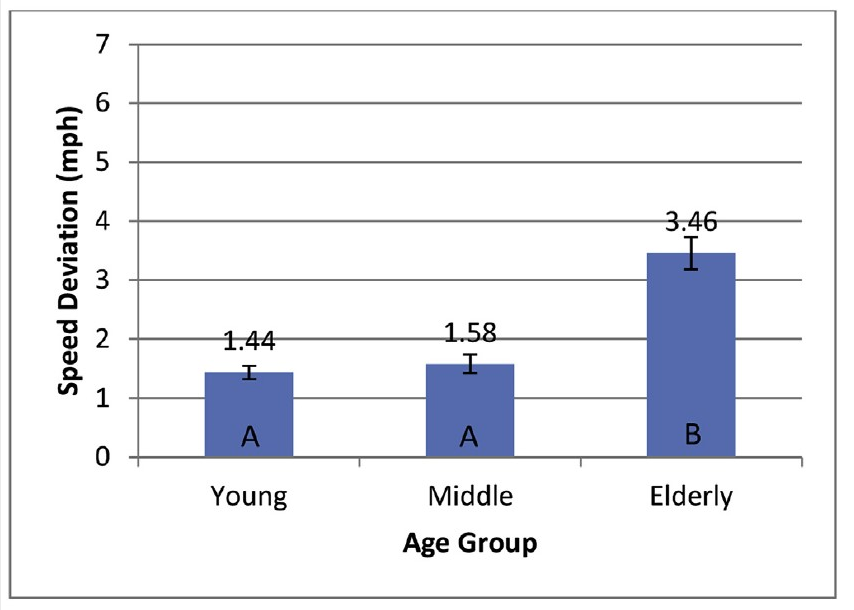 7
6
5
4
3
2
1
0
Speed Deviation (mph)
1.44
1.58
3.46
A
A
B
Young
Middle
Elderly
Age Group